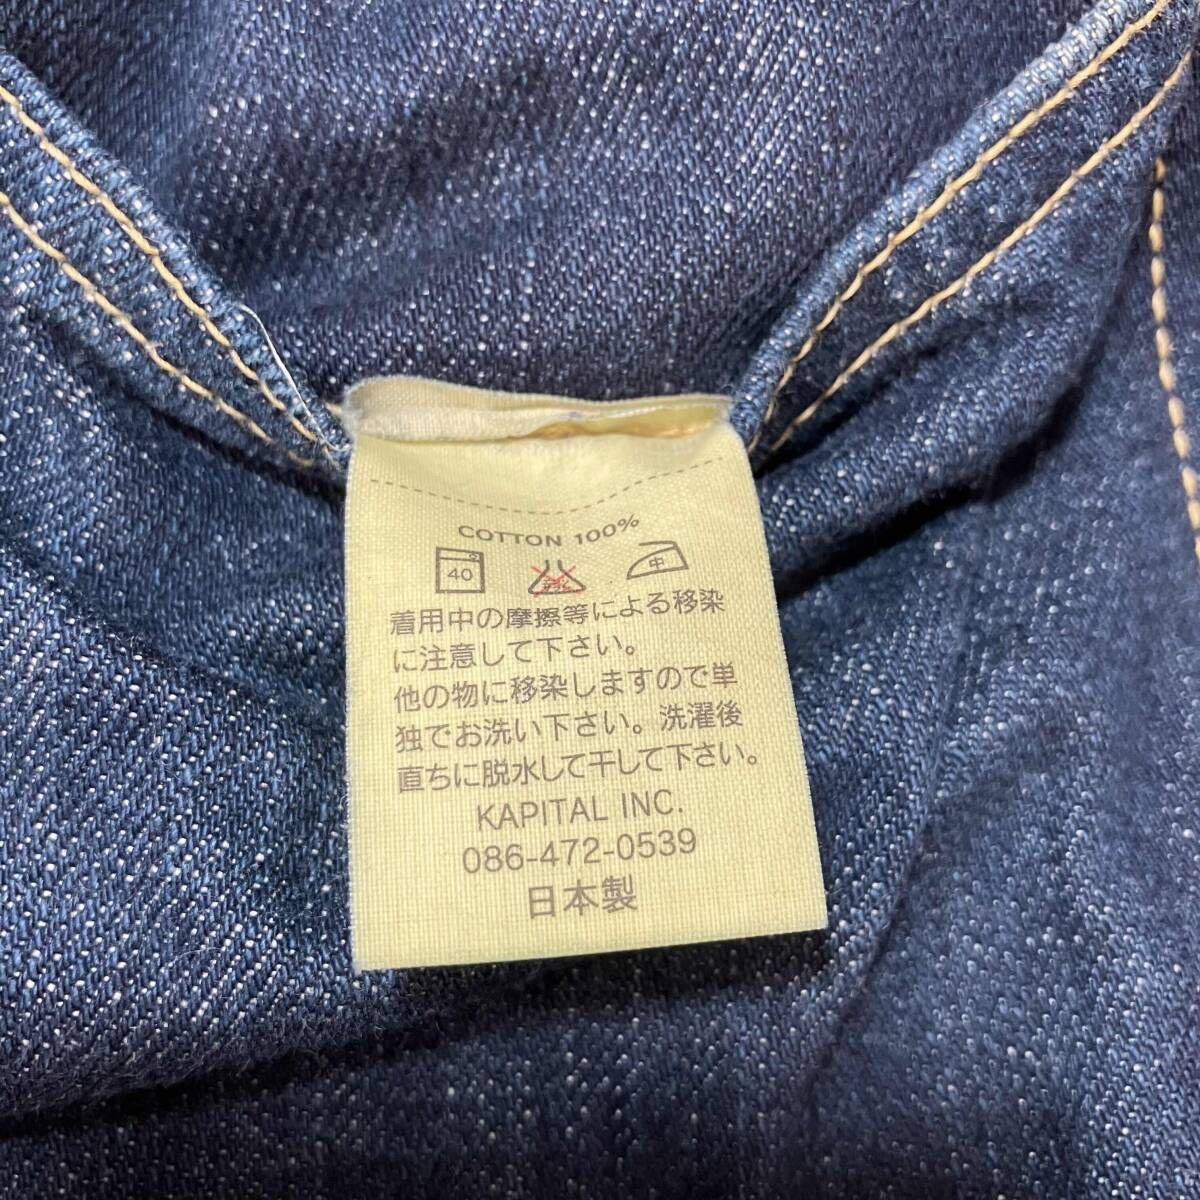 COTTON 100%
40 中
着用中の摩擦等による移染
に注意して下さい。
他の物に移染しますので単
独でお洗い下さい。洗濯後
直ちに脱水して干して下さい。
KAPITAL INC.
086-472-0539
日本製